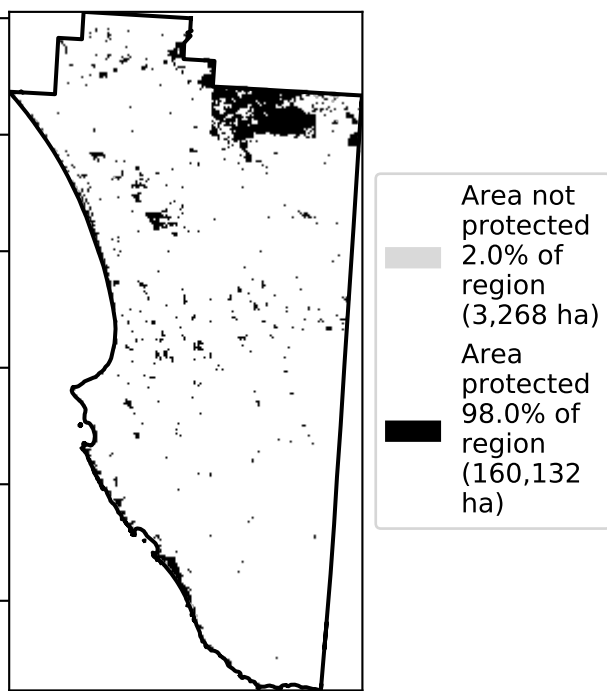 Area not
protected
2.0% of
region
(3,268 ha)
Area
protected
98.0% of
region
(160,132
ha)